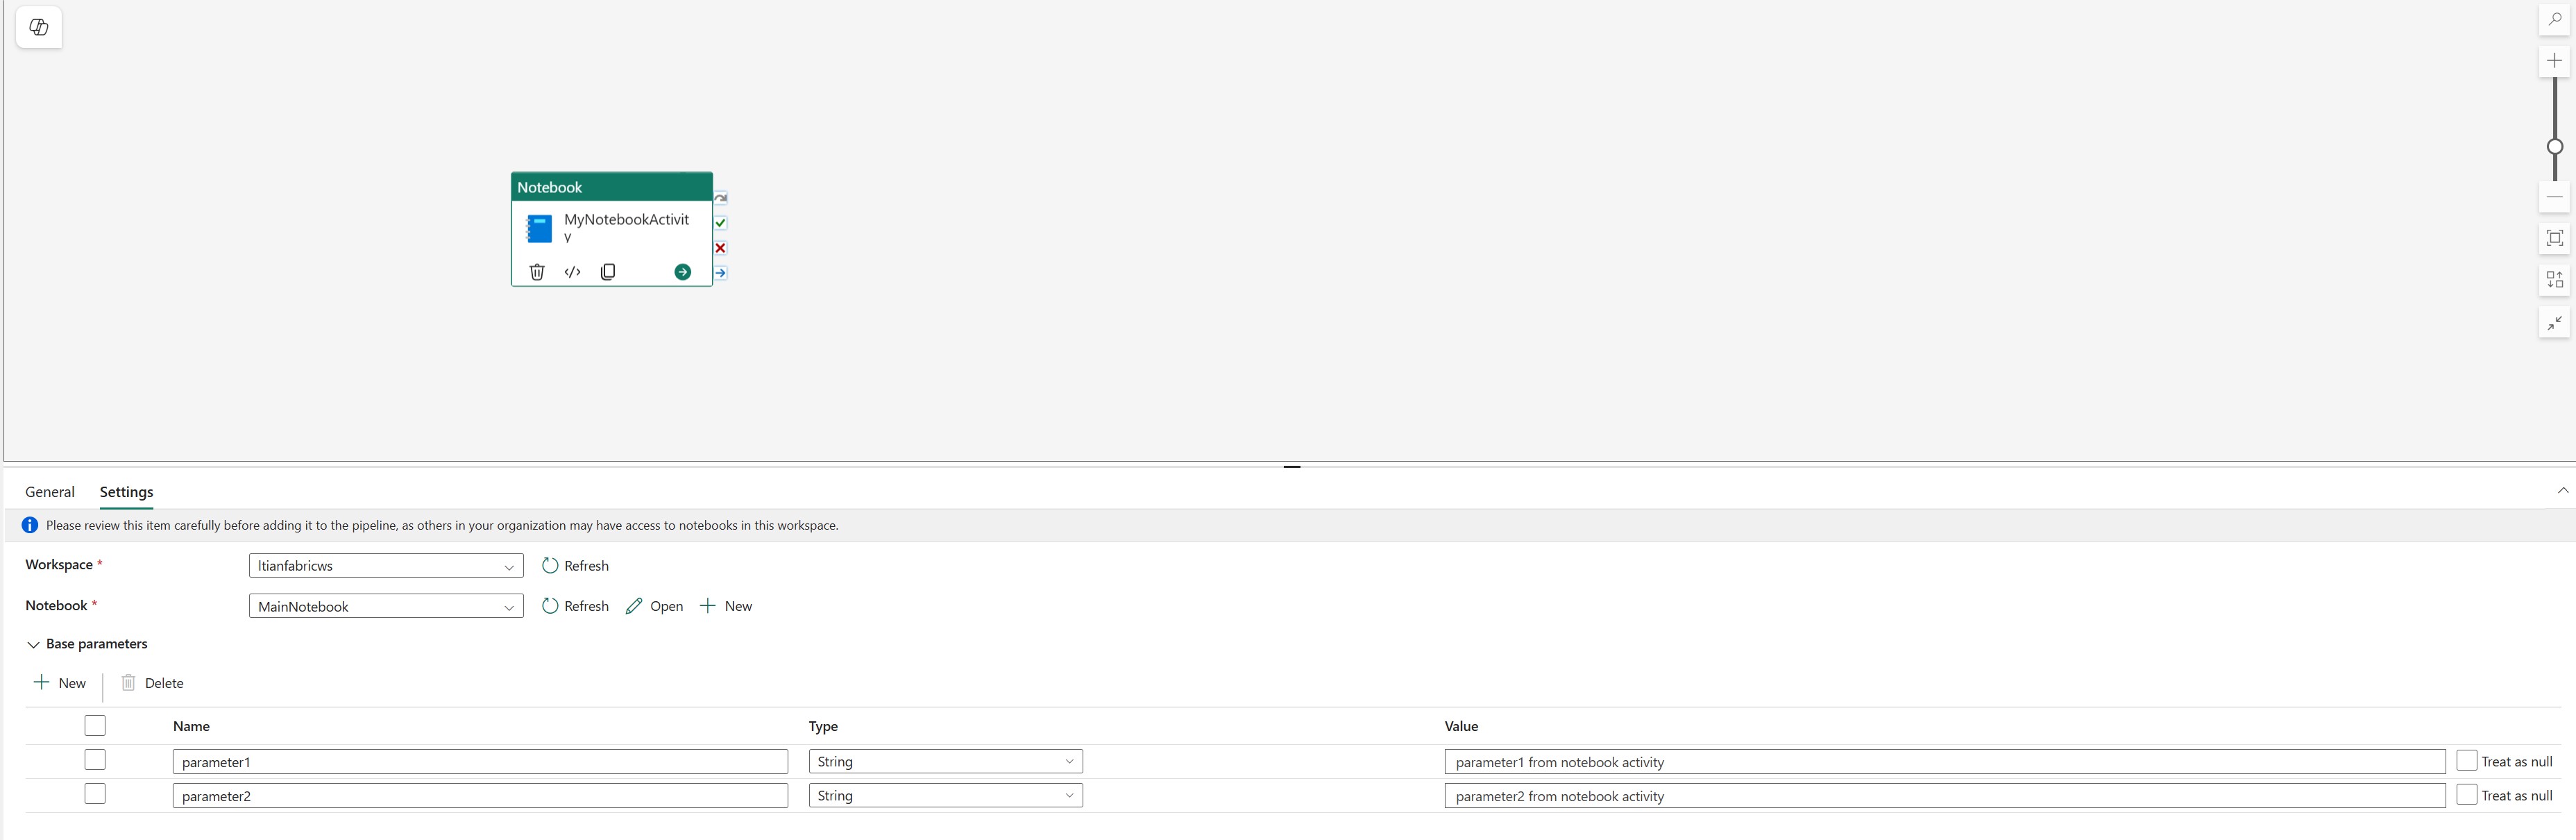 Notebook
MyNotebookActivit
y
General Settings
Please review this item carefully before adding it to the pipeline, as others in your organization may have access to notebooks in this workspace.
Workspace * ltianfabricws Refresh
Notebook * MainNotebook Refresh Open New
Base parameters
New Delete
Name Type Value
parameter1 String parameter1 from notebook activity Treat as null
parameter2 String parameter2 from notebook activity Treat as null